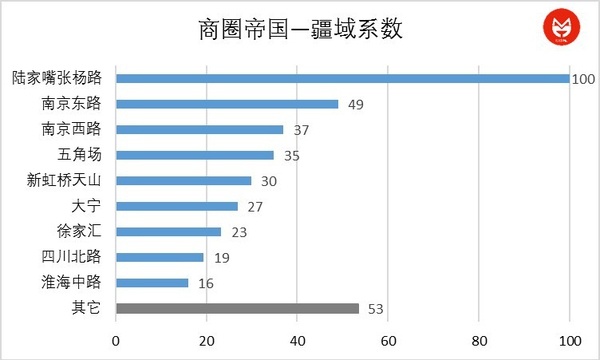 商圈帝国—疆域系数
陆家嘴张杨路 100
南京东路 49
南京西路 37
五角场 35
新虹桥天山 30
大宁 27
徐家汇 23
四川北路 19
淮海中路 16
其它 53
0 20 40 60 80 100